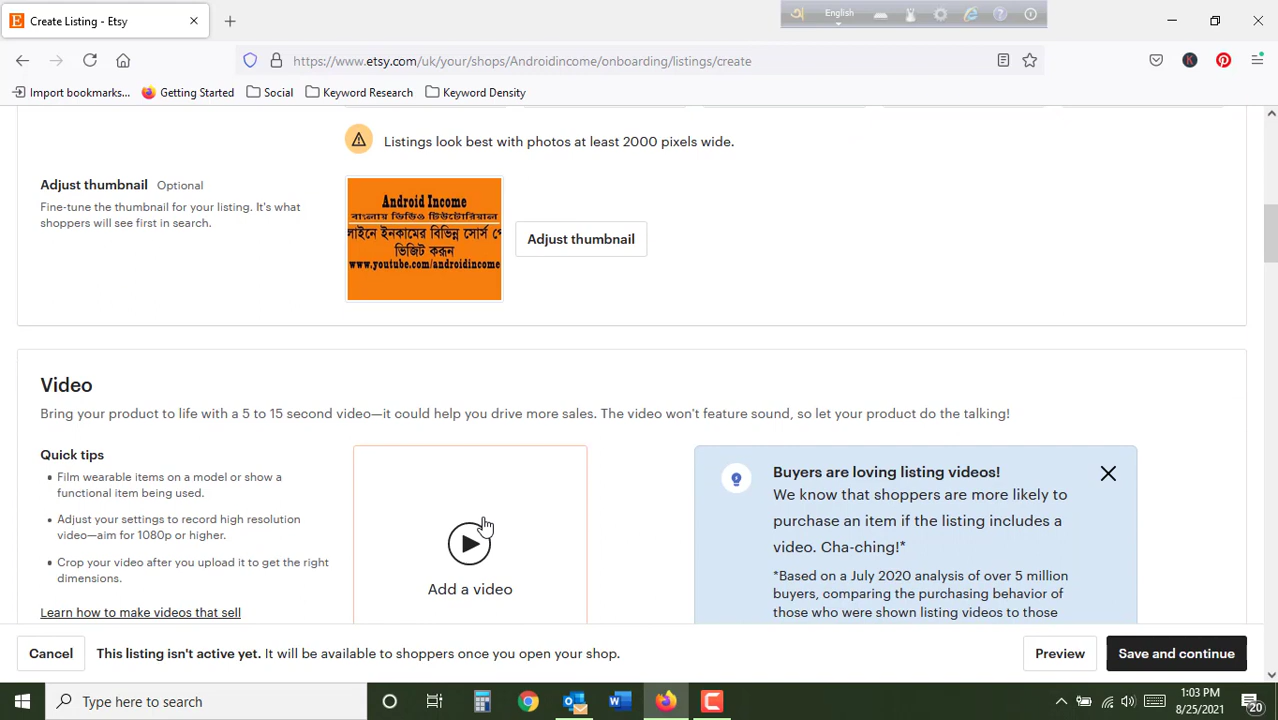 Create Listing - Etsy
English
https://www.etsy.com/uk/your/shops/Androidincome/onboarding/listings/create
K
Import bookmarks...
Getting Started
Social
Keyword Research
Keyword Density
Listings look best with photos at least 2000 pixels wide.
Adjust thumbnail Optional
Fine-tune the thumbnail for your listing. It's what
shoppers will see first in search.
Android Income
বাংলায় ভিডিও টিউটোরিয়াল
লাইনে ইনকামের বিভিন্ন সোর্স পে
ভিজিট করুন
www.youtube.com/androidincome
Adjust thumbnail
Video
Bring your product to life with a 5 to 15 second video—it could help you drive more sales. The video won't feature sound, so let your product do the talking!
Quick tips
• Film wearable items on a model or show a
functional item being used.
• Adjust your settings to record high resolution
video—aim for 1080p or higher.
• Crop your video after you upload it to get the right
dimensions.
Learn how to make videos that sell
Add a video
Buyers are loving listing videos!
We know that shoppers are more likely to
purchase an item if the listing includes a
video. Cha-ching!*
*Based on a July 2020 analysis of over 5 million
buyers, comparing the purchasing behavior of
those who were shown listing videos to those
Cancel
This listing isn't active yet. It will be available to shoppers once you open your shop.
Preview
Save and continue
Type here to search
1:03 PM
8/25/2021
20